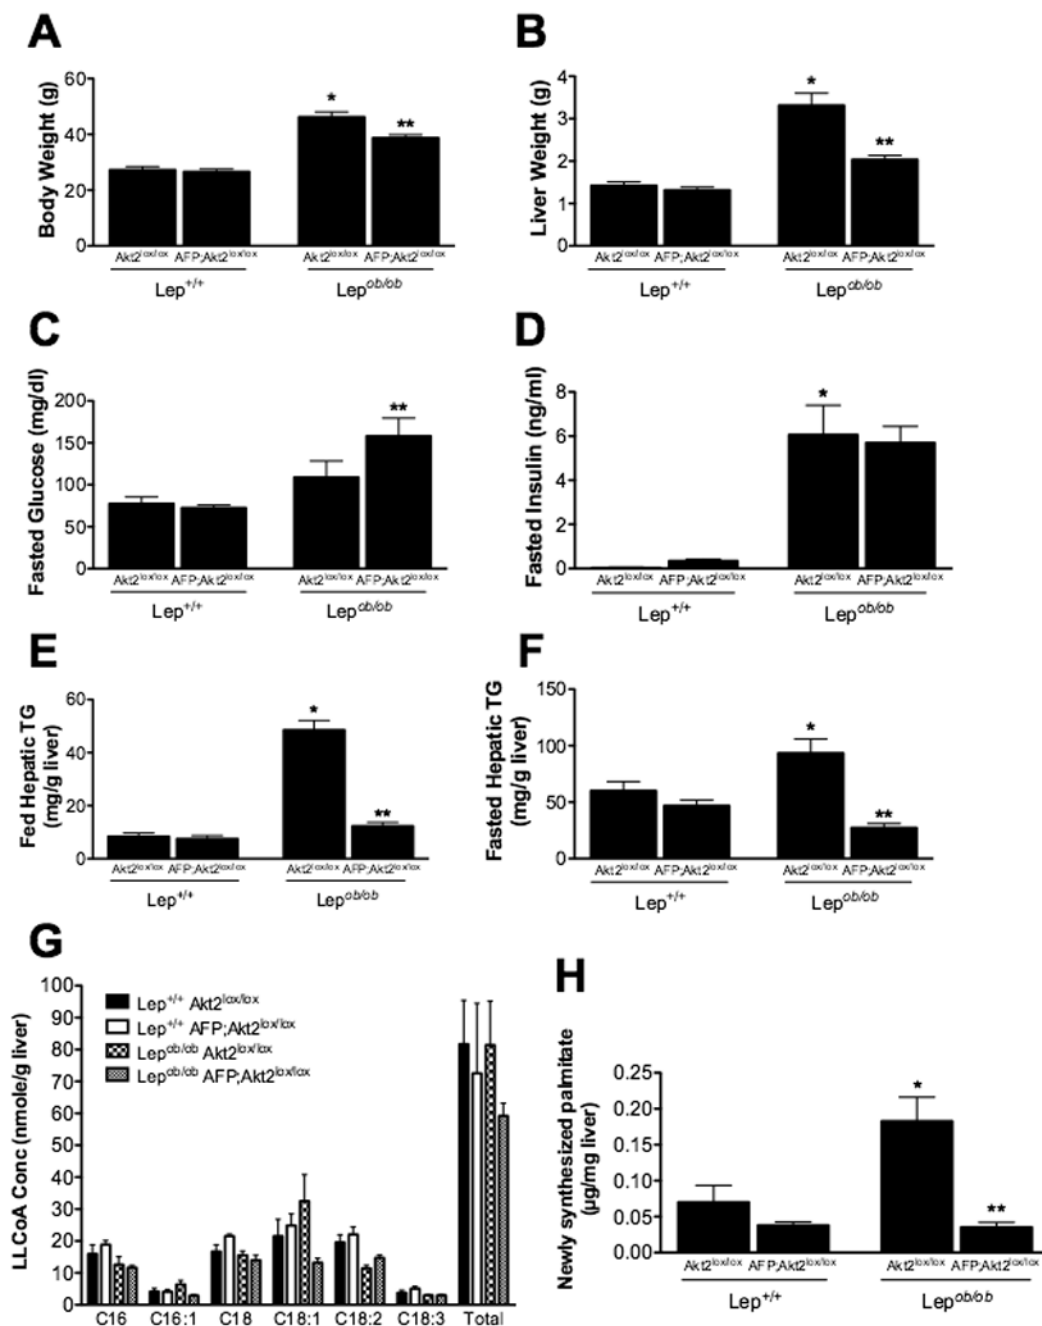 A
Body Weight (g)
60
40
20
0
*
**
Akt2lox/lox AFP;Akt2lox/lox Akt2lox/lox AFP;Akt2lox/lox
Lep+/+ Lepob/ob
B
Liver Weight (g)
4
3
2
1
0
*
**
Akt2lox/lox AFP;Akt2lox/lox Akt2lox/lox AFP;Akt2lox/lox
Lep+/+ Lepob/ob
C
Fasted Glucose (mg/dl)
200
150
100
50
0
**
Akt2lox/lox AFP;Akt2lox/lox Akt2lox/lox AFP;Akt2lox/lox
Lep+/+ Lepob/ob
D
Fasted Insulin (ng/ml)
8
6
4
2
0
*
Akt2lox/lox AFP;Akt2lox/lox Akt2lox/lox AFP;Akt2lox/lox
Lep+/+ Lepob/ob
E
Fed Hepatic TG
(mg/g liver)
60
40
20
0
*
**
Akt2lox/lox AFP;Akt2lox/lox Akt2lox/lox AFP;Akt2lox/lox
Lep+/+ Lepob/ob
F
Fasted Hepatic TG
(mg/g liver)
150
100
50
0
*
**
Akt2lox/lox AFP;Akt2lox/lox Akt2lox/lox AFP;Akt2lox/lox
Lep+/+ Lepob/ob
G
LLCoA Conc (nmole/g liver)
100
90
80
70
60
50
40
30
20
10
0
Lep+/+ Akt2lox/lox
Lep+/+ AFP;Akt2lox/lox
Lepob/ob Akt2lox/lox
Lepob/ob AFP;Akt2lox/lox
C16 C16:1 C18 C18:1 C18:2 C18:3 Total
H
Newly synthesized palmitate
(µg/mg liver)
0.25
0.20
0.15
0.10
0.05
0.00
*
**
Akt2lox/lox AFP;Akt2lox/lox Akt2lox/lox AFP;Akt2lox/lox
Lep+/+ Lepob/ob